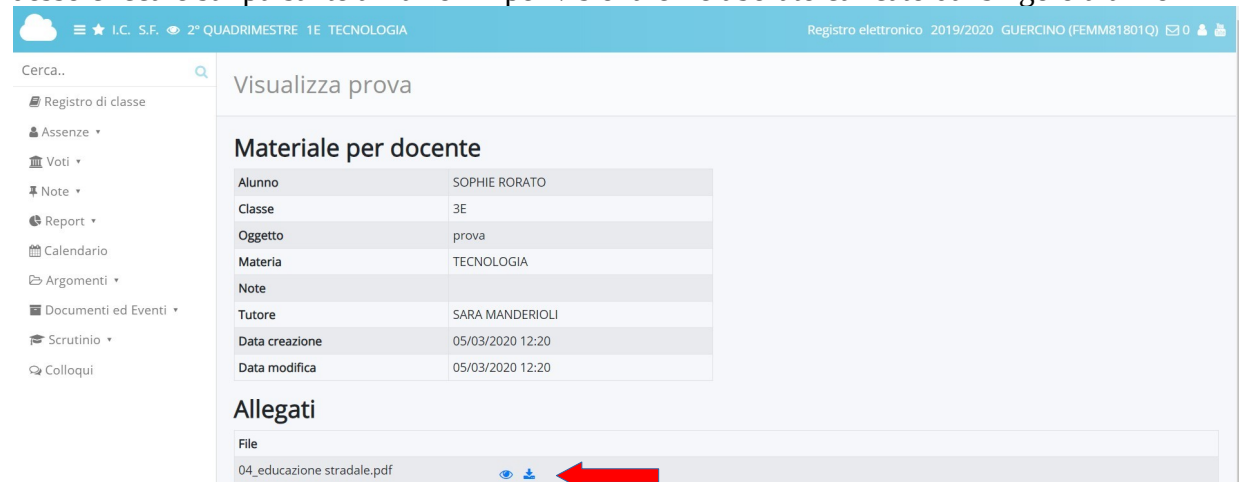 I.C. S.F. 2° QUADRIMESTRE 1E TECNOLOGIA
Registro elettronico 2019/2020 GUERCINO (FEMM81801Q) 0
Cerca..
Registro di classe
Assenze
Voti
Note
Report
Calendario
Argomenti
Documenti ed Eventi
Scrutinio
Colloqui
Visualizza prova
Materiale per docente
Alunno SOPHIE RORATO
Classe 3E
Oggetto prova
Materia TECNOLOGIA
Note
Tutore SARA MANDERIOLI
Data creazione 05/03/2020 12:20
Data modifica 05/03/2020 12:20
Allegati
File
04_educazione stradale.pdf